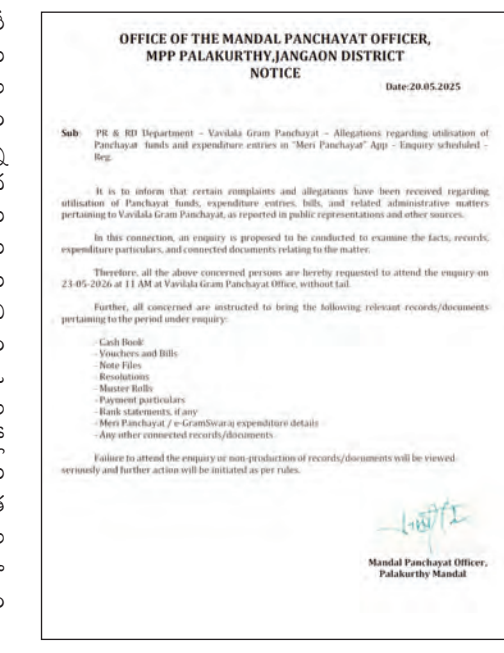 OFFICE OF THE MANDAL PANCHAYAT OFFICER,
MPP PALAKURTHY,JANGAON DISTRICT
NOTICE
Date:20.05.2025
Sub PR & RD Department – Vavilala Gram Panchayat – Allegations regarding utilisation of
Panchayat funds and expenditure entries in "Meri Panchayat" App – Enquiry scheduled –
Reg.
It is to inform that certain complaints and allegations have been received regarding
utilisation of Panchayat funds, expenditure entries, bills, and related administrative matters
pertaining to Vavilala Gram Panchayat, as reported in public representations and other sources.
In this connection, an enquiry is proposed to be conducted to examine the facts, records,
expenditure particulars, and connected documents relating to the matter.
Therefore, all the above concerned persons are hereby requested to attend the enquiry on
23-05-2026 at 11 AM at Vavilala Gram Panchayat Office, without fail.
Further, all concerned are instructed to bring the following relevant records/documents
pertaining to the period under enquiry:
- Cash Book
- Vouchers and Bills
- Note Files
- Resolutions
- Muster Rolls
- Payment particulars
- Bank statements, if any
- Meri Panchayat / e-GramSwaraj expenditure details
- Any other connected records/documents
Failure to attend the enquiry or non-production of records/documents will be viewed
seriously and further action will be initiated as per rules.
Mandal Panchayat Officer,
Palakurthy Mandal